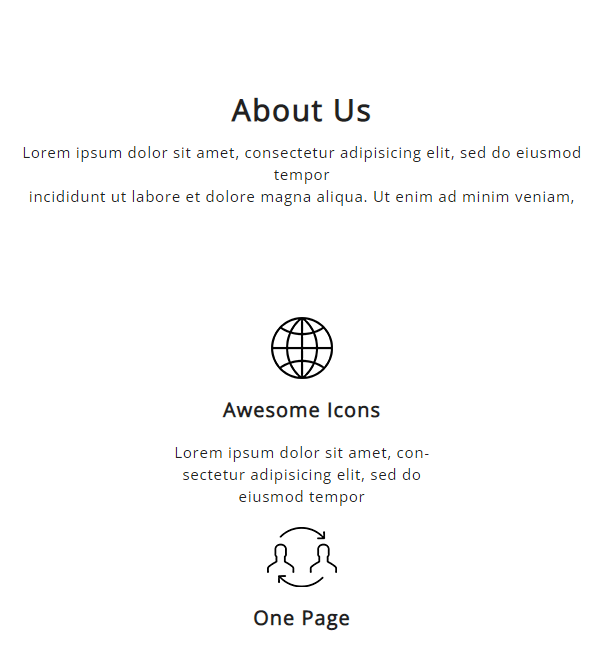 About Us
Lorem ipsum dolor sit amet, consectetur adipisicing elit, sed do eiusmod
tempor
incididunt ut labore et dolore magna aliqua. Ut enim ad minim veniam,
Awesome Icons
Lorem ipsum dolor sit amet, con-
sectetur adipisicing elit, sed do
eiusmod tempor
One Page